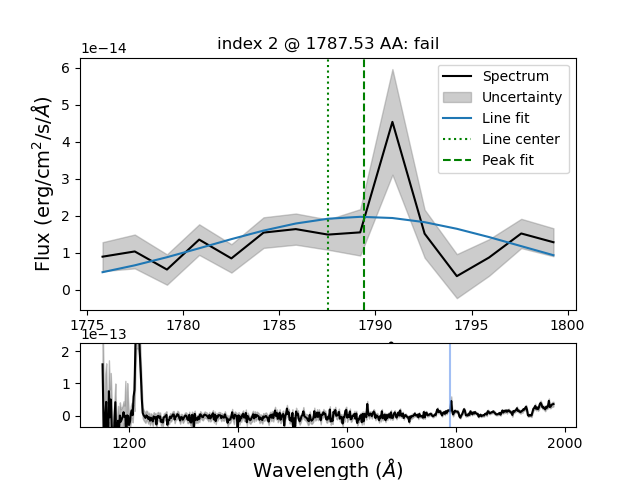 index 2 @ 1787.53 AA: fail
1e−14
Flux (erg/cm²/s/Å)
6
5
4
3
2
1
0
Spectrum
Uncertainty
Line fit
Line center
Peak fit
1775 1780 1785 1790 1795 1800
1e−13
2
1
0
1200 1400 1600 1800 2000
Wavelength (Å)